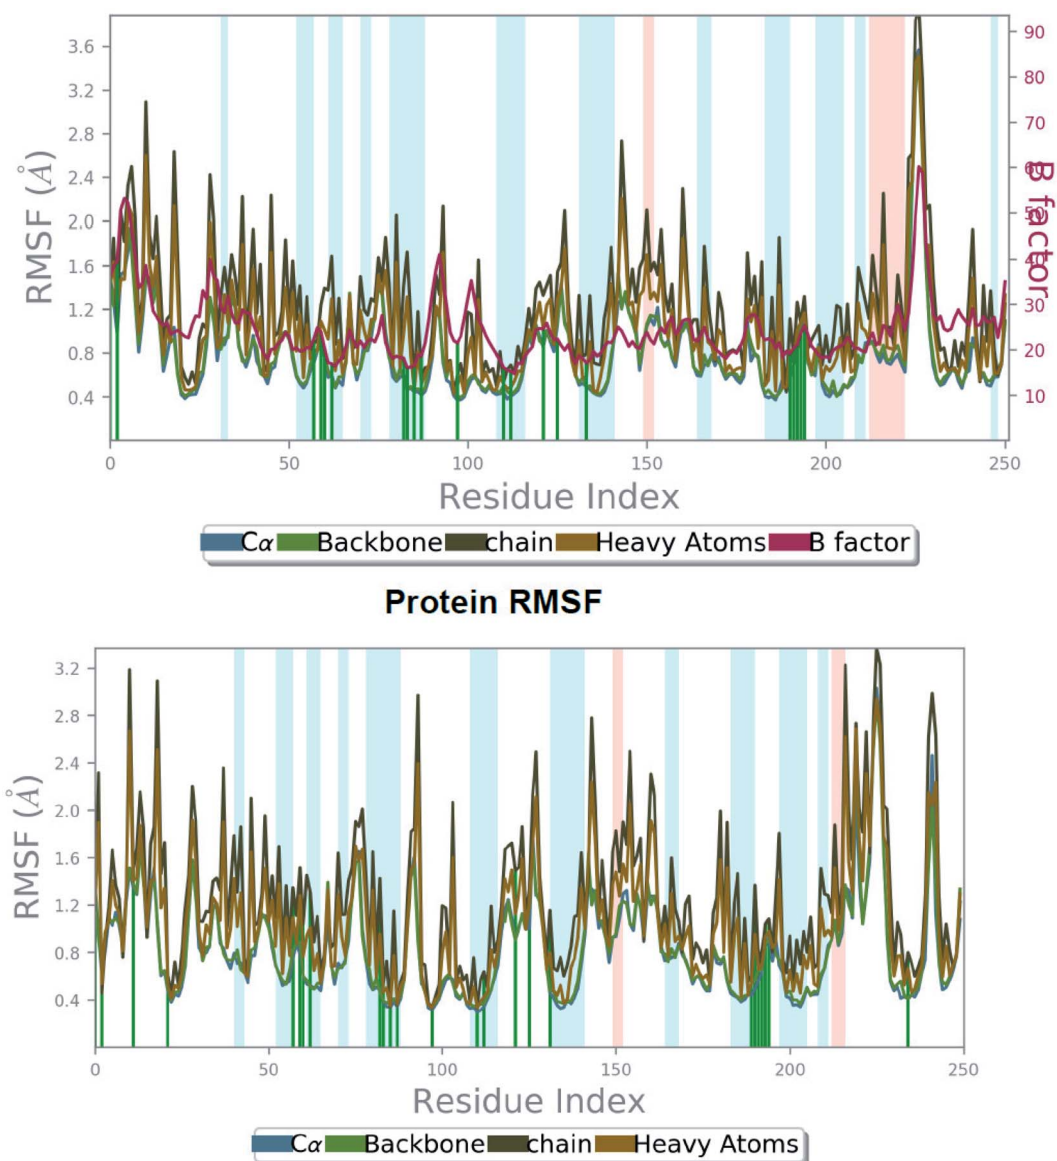 3.6
3.2
2.8
2.4
2.0
1.6
1.2
0.8
0.4
RMSF (Å)
90
80
70
60
50
40
30
20
10
B factor
0 50 100 150 200 250
Residue Index
Cα Backbone chain Heavy Atoms B factor
Protein RMSF
3.2
2.8
2.4
2.0
1.6
1.2
0.8
0.4
RMSF (Å)
0 50 100 150 200 250
Residue Index
Cα Backbone chain Heavy Atoms